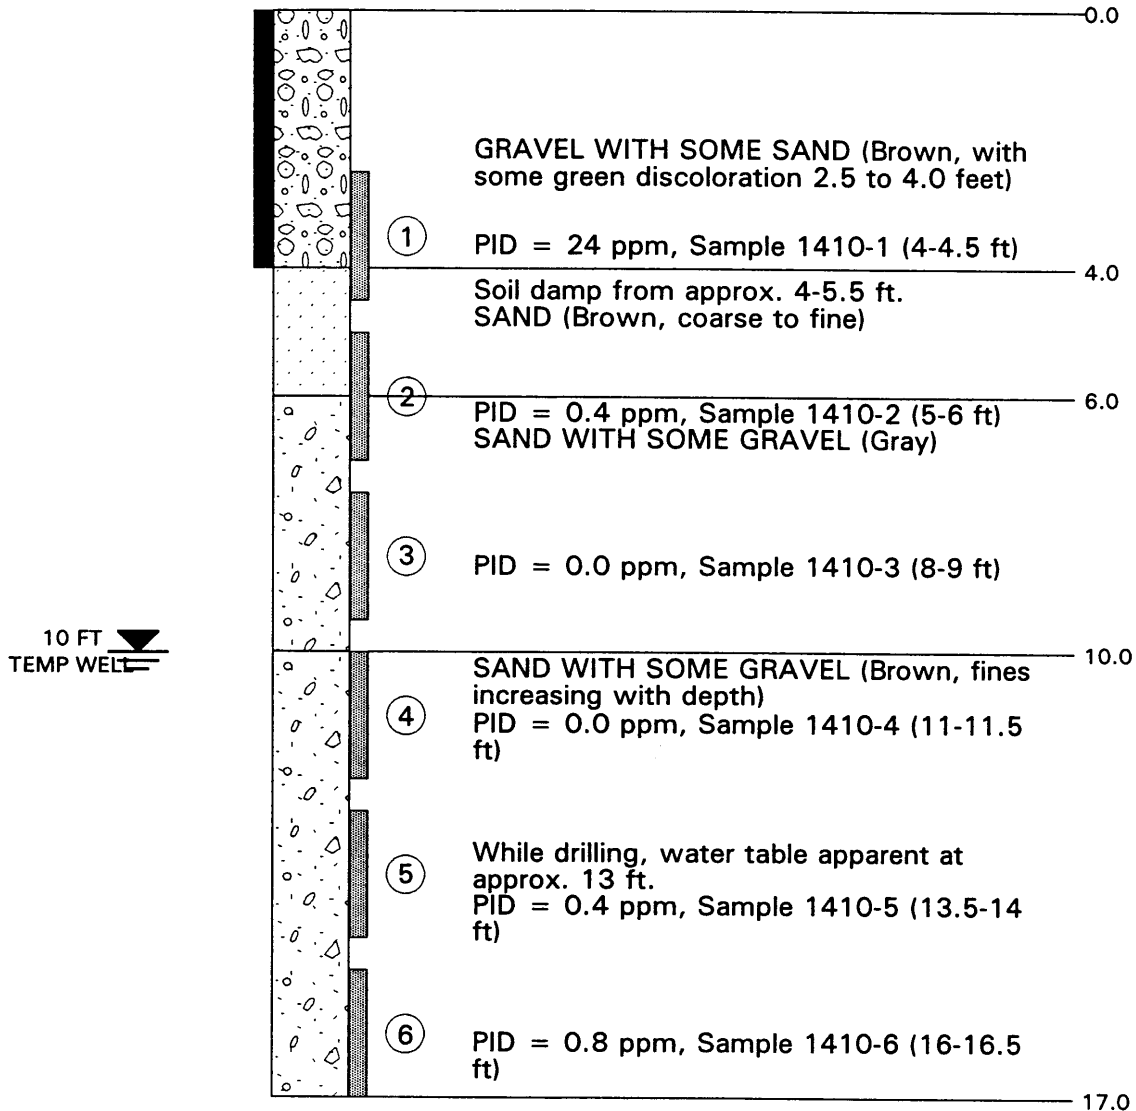 0.0
GRAVEL WITH SOME SAND (Brown, with
some green discoloration 2.5 to 4.0 feet)
1
PID = 24 ppm, Sample 1410-1 (4-4.5 ft)
4.0
Soil damp from approx. 4-5.5 ft.
SAND (Brown, coarse to fine)
2
6.0
PID = 0.4 ppm, Sample 1410-2 (5-6 ft)
SAND WITH SOME GRAVEL (Gray)
3
PID = 0.0 ppm, Sample 1410-3 (8-9 ft)
10 FT
TEMP WELL
10.0
SAND WITH SOME GRAVEL (Brown, fines
increasing with depth)
4
PID = 0.0 ppm, Sample 1410-4 (11-11.5
ft)
While drilling, water table apparent at
5
approx. 13 ft.
PID = 0.4 ppm, Sample 1410-5 (13.5-14
ft)
6
PID = 0.8 ppm, Sample 1410-6 (16-16.5
ft)
17.0